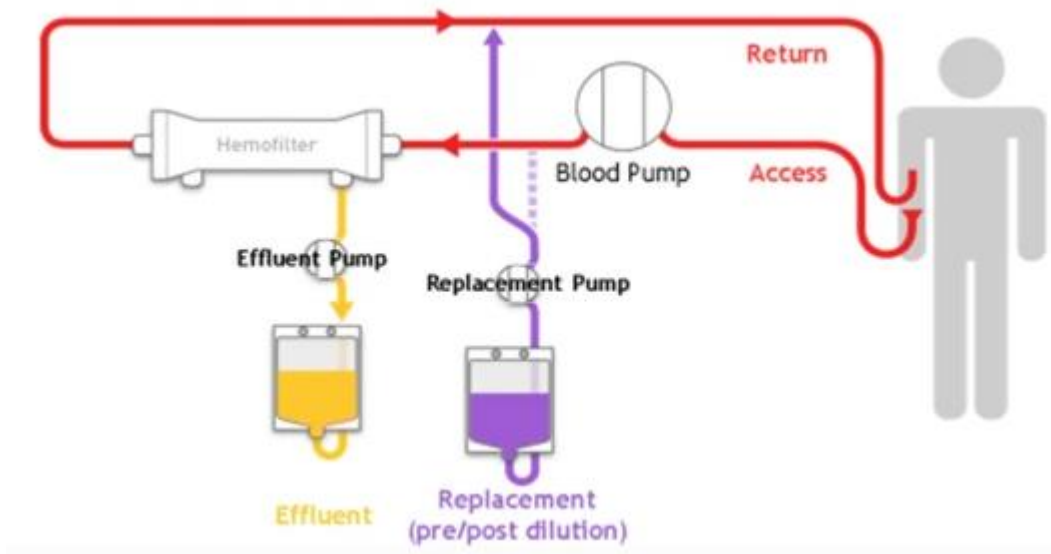 Return
Hemofilter
Blood Pump
Access
Effluent Pump
Replacement Pump
Effluent
Replacement
(pre/post dilution)